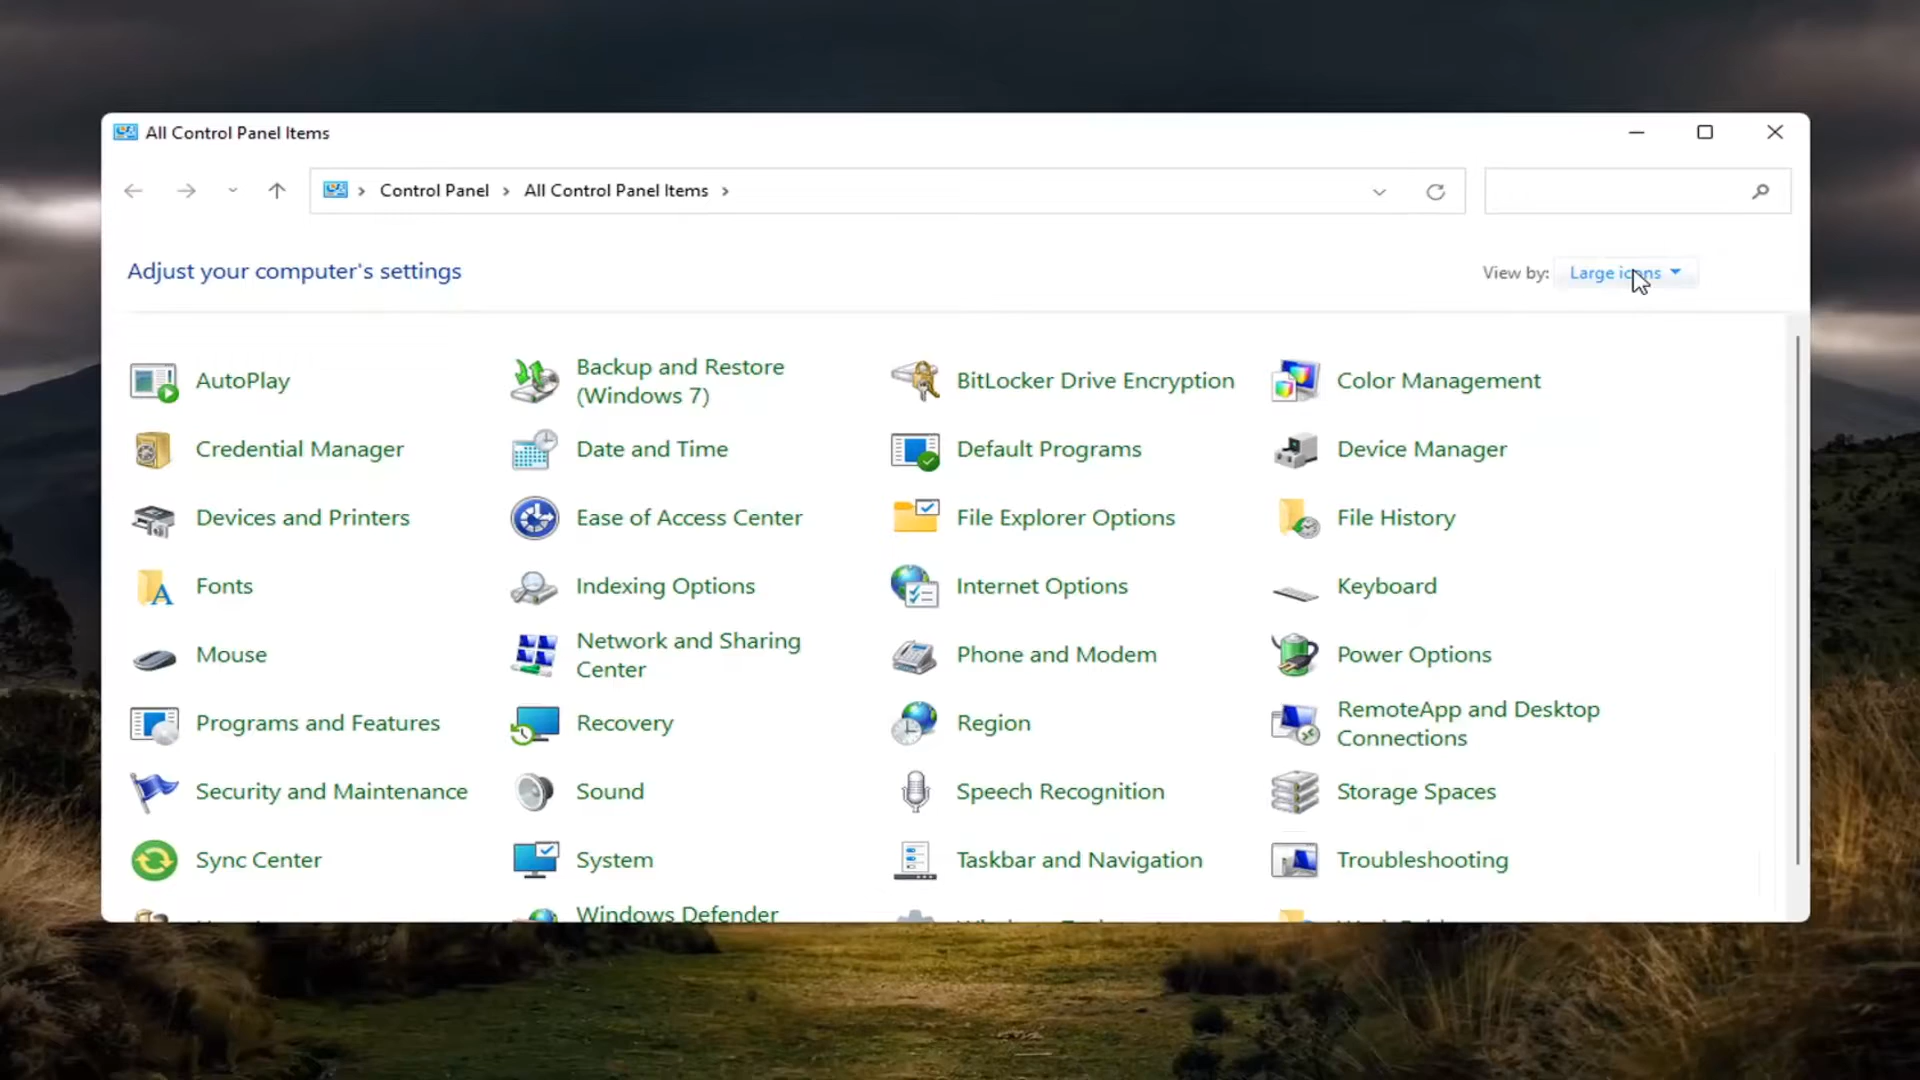 All Control Panel Items
Control Panel
All Control Panel Items
Adjust your computer's settings
View by:
Large icons
AutoPlay
Backup and Restore
(Windows 7)
BitLocker Drive Encryption
Color Management
Credential Manager
Date and Time
Default Programs
Device Manager
Devices and Printers
Ease of Access Center
File Explorer Options
File History
Fonts
Indexing Options
Internet Options
Keyboard
Mouse
Network and Sharing
Center
Phone and Modem
Power Options
Programs and Features
Recovery
Region
RemoteApp and Desktop
Connections
Security and Maintenance
Sound
Speech Recognition
Storage Spaces
Sync Center
System
Taskbar and Navigation
Troubleshooting
Windows Defender